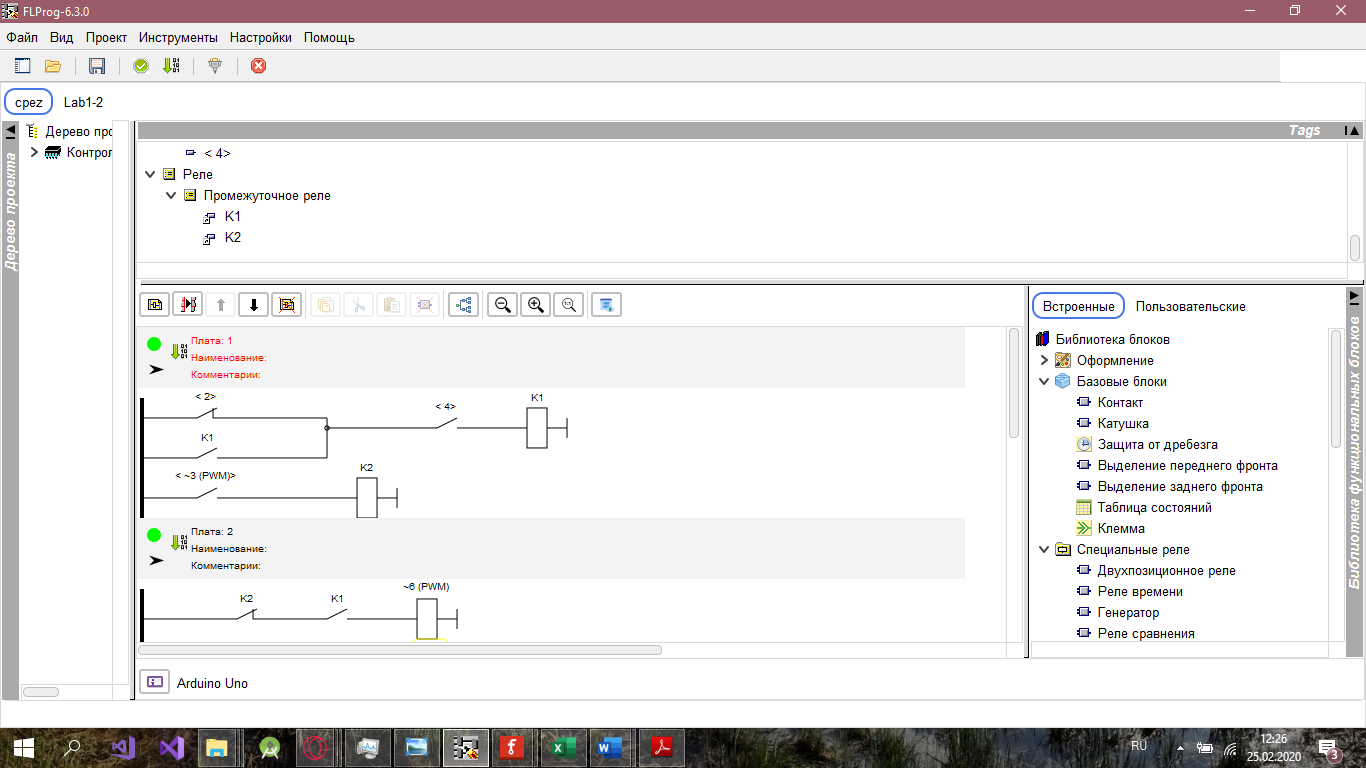 FLProg-6.3.0
Файл Вид Проект Инструменты Настройки Помощь
cpez Lab1-2
Дерево проекта
Дерево про
Контрол
Tags
< 4>
Реле
Промежуточное реле
K1
K2
Плата: 1
Наименование:
Комментарии:
< 2>
< 4>
K1
K1
K2
< ~3 (PWM)>
Плата: 2
Наименование:
Комментарии:
~6 (PWM)
K2 K1
Встроенные Пользовательские
Библиотека блоков
Оформление
Базовые блоки
Контакт
Катушка
Защита от дребезга
Выделение переднего фронта
Выделение заднего фронта
Таблица состояний
Клемма
Специальные реле
Двухпозиционное реле
Реле времени
Генератор
Реле сравнения
Библиотека функциональных блоков
Arduino Uno
RU
12:26
25.02.2020
3